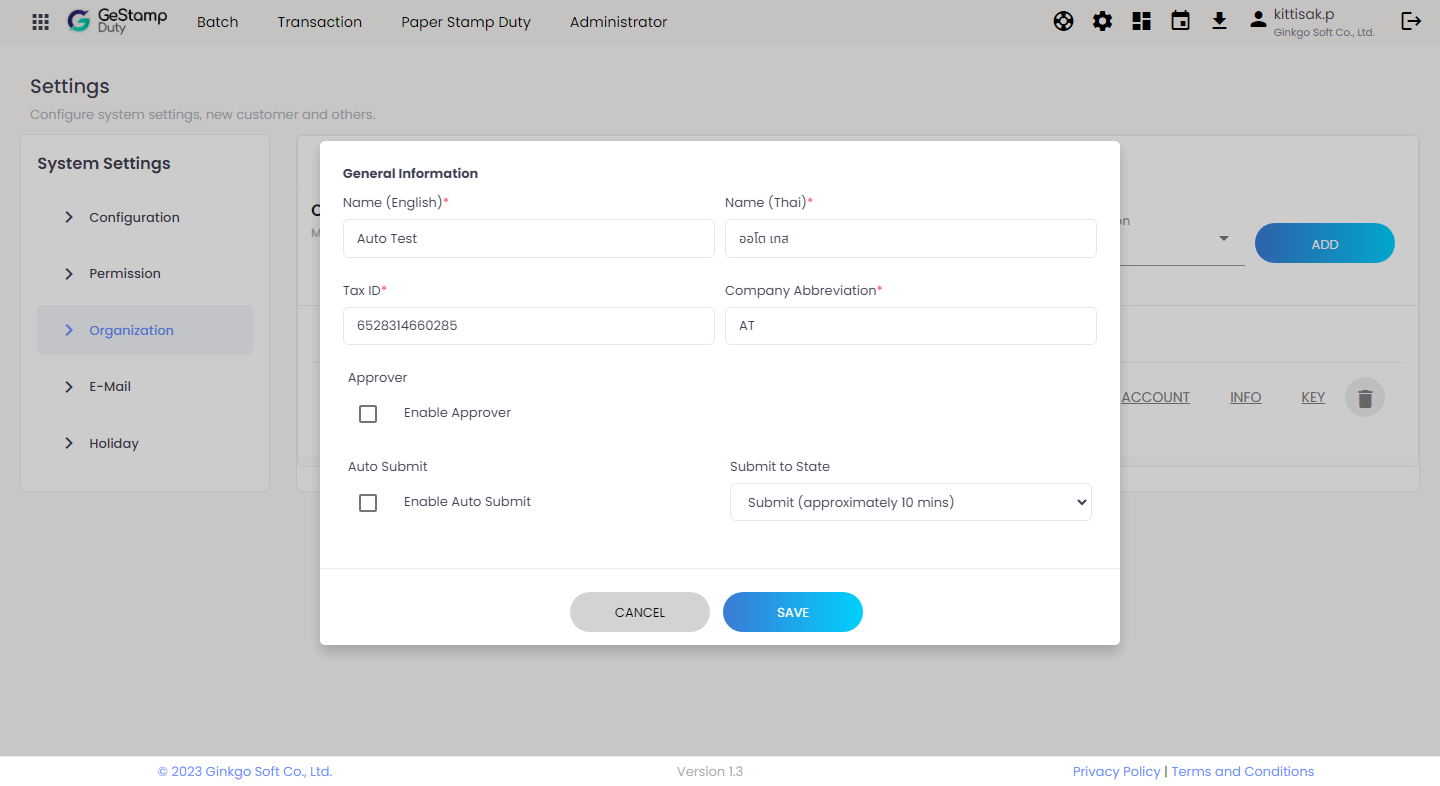 GeStamp
Duty
Batch
Transaction
Paper Stamp Duty
Administrator
kittisak.p
Ginkgo Soft Co., Ltd.
Settings
Configure system settings, new customer and others.
System Settings
Configuration
Permission
Organization
E-Mail
Holiday
ADD
ACCOUNT
INFO
KEY
General Information
Name (English)*
Name (Thai)*
Auto Test
ออโต เทส
Tax ID*
Company Abbreviation*
6528314660285
AT
Approver
Enable Approver
Auto Submit
Submit to State
Enable Auto Submit
Submit (approximately 10 mins)
CANCEL
SAVE
© 2023 Ginkgo Soft Co., Ltd.
Version 1.3
Privacy Policy | Terms and Conditions